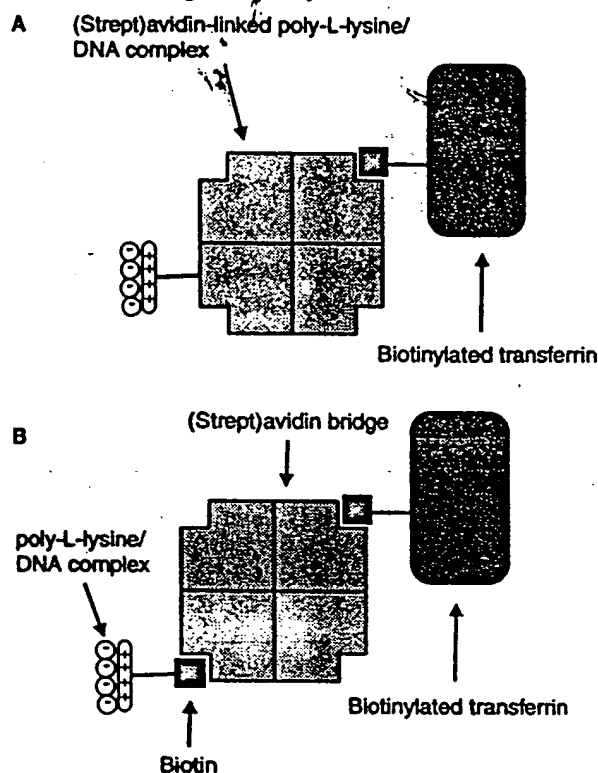 A
(Strept)avidin-linked poly-L-lysine/
DNA complex
Biotinylated transferrin
B
(Strept)avidin bridge
poly-L-lysine/
DNA complex
Biotinylated transferrin
Biotin